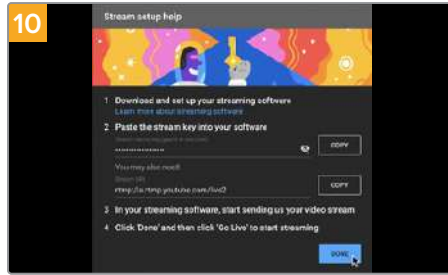 10
Stream setup help
1 Download and set up your streaming software
Learn more about streaming software
2 Paste the stream key into your software
COPY
You may also need:
Stream URL
COPY
3 In your streaming software, start sending us your video stream
4 Click 'Done' and then click 'Go Live' to start streaming
DONE